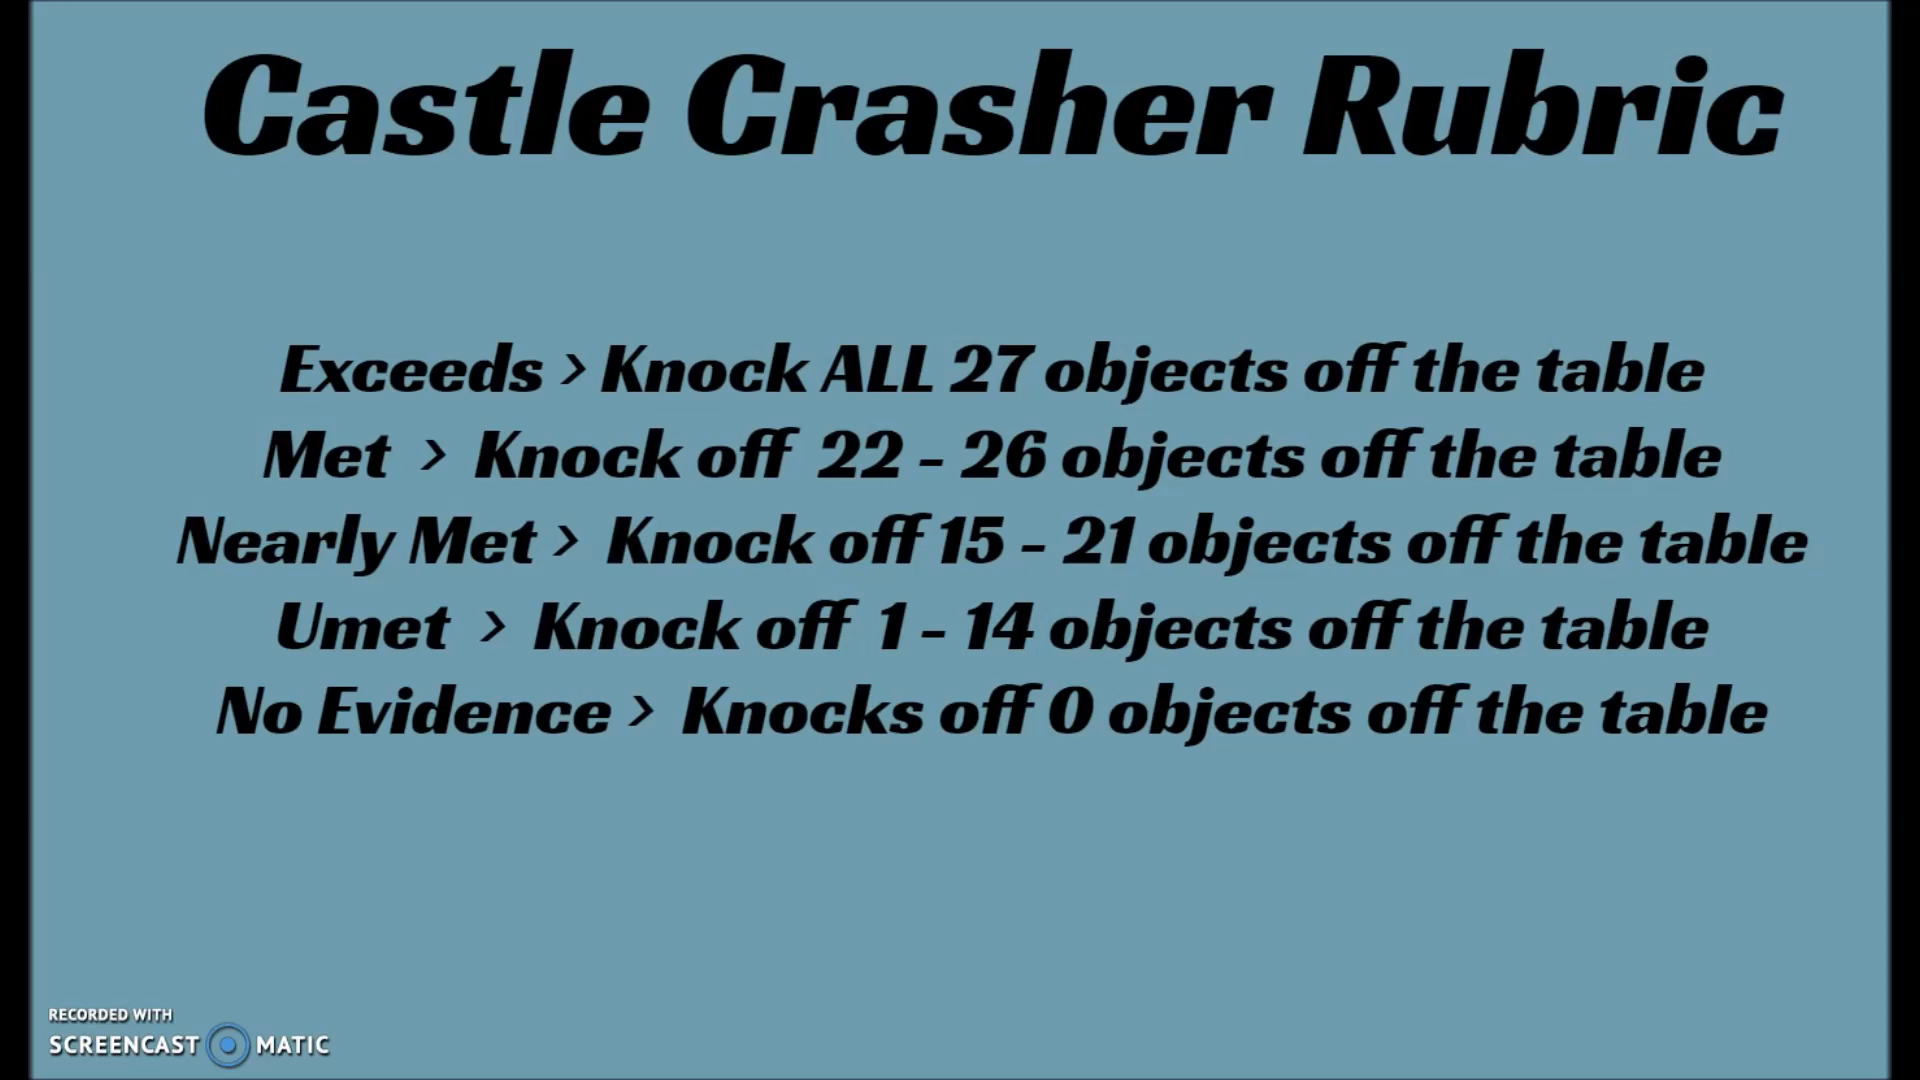 Castle Crasher Rubric
Exceeds > Knock ALL 27 objects off the table
Met > Knock off 22 - 26 objects off the table
Nearly Met > Knock off 15 - 21 objects off the table
Umet > Knock off 1 - 14 objects off the table
No Evidence > Knocks off 0 objects off the table
RECORDED WITH
SCREENCAST MATIC